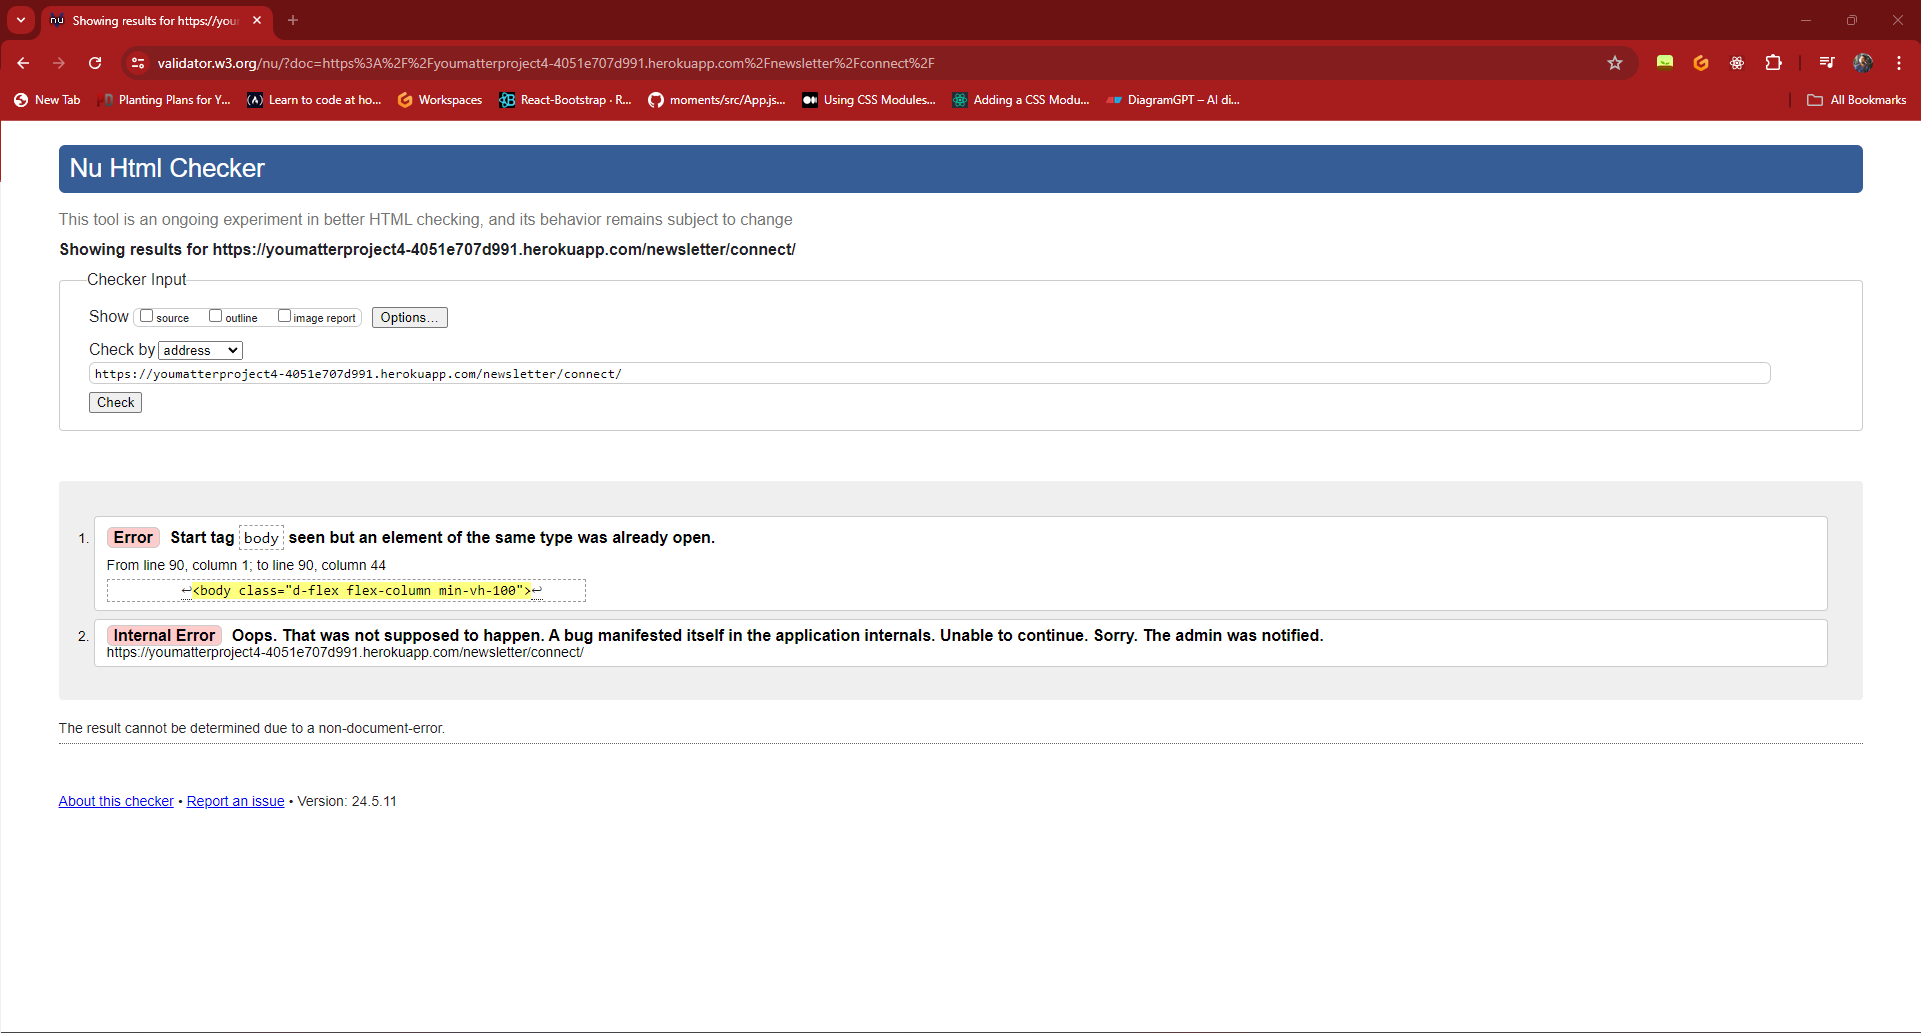 nu Showing results for https://you
validator.w3.org/nu/?doc=https%3A%2F%2Fyoumatterproject4-4051e707d991.herokuapp.com%2Fnewsletter%2Fconnect%2F
New Tab Planting Plans for Y... Learn to code at ho... Workspaces React-Bootstrap · R... moments/src/App.js... Using CSS Modules... Adding a CSS Modu... DiagramGPT – AI di... All Bookmarks
Nu Html Checker
This tool is an ongoing experiment in better HTML checking, and its behavior remains subject to change
Showing results for https://youmatterproject4-4051e707d991.herokuapp.com/newsletter/connect/
Checker Input
Show source outline image report Options...
Check by address
https://youmatterproject4-4051e707d991.herokuapp.com/newsletter/connect/
Check
1. Error Start tag body seen but an element of the same type was already open.
From line 90, column 1; to line 90, column 44
↩<body class="d-flex flex-column min-vh-100">↩
2. Internal Error Oops. That was not supposed to happen. A bug manifested itself in the application internals. Unable to continue. Sorry. The admin was notified.
https://youmatterproject4-4051e707d991.herokuapp.com/newsletter/connect/
The result cannot be determined due to a non-document-error.
About this checker • Report an issue • Version: 24.5.11